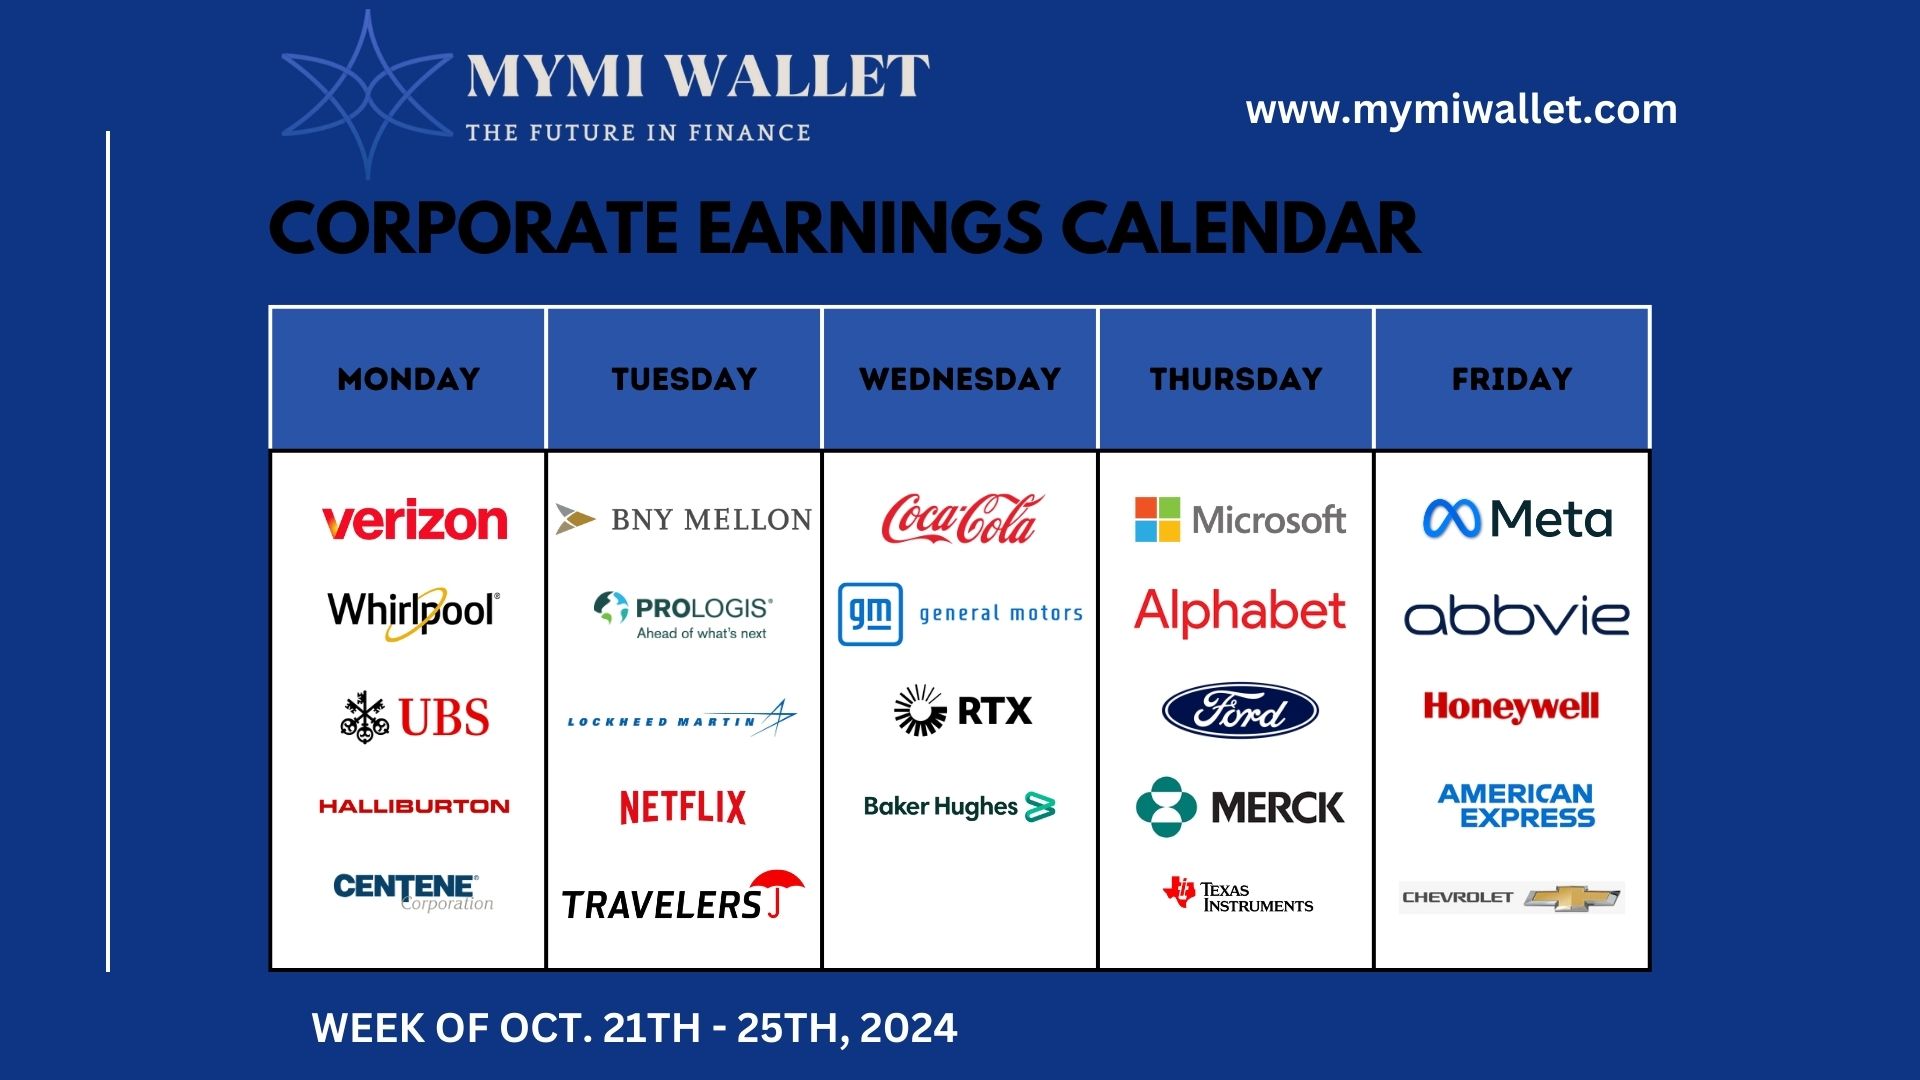 MYMI WALLET
THE FUTURE IN FINANCE
www.mymiwallet.com
CORPORATE EARNINGS CALENDAR
MONDAY
TUESDAY
WEDNESDAY
THURSDAY
FRIDAY
verizon
Whirlpool®
UBS
HALLIBURTON
CENTENE®
Corporation
BNY MELLON
PROLOGIS®
Ahead of what's next
LOCKHEED MARTIN
NETFLIX
TRAVELERS
Coca-Cola
gm general motors
RTX
Baker Hughes
Microsoft
Alphabet
Ford
MERCK
TEXAS
INSTRUMENTS
Meta
abbvie
Honeywell
AMERICAN
EXPRESS
CHEVROLET
WEEK OF OCT. 21TH - 25TH, 2024